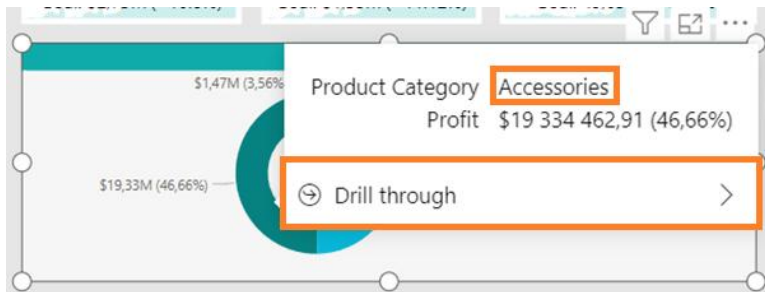 $1,47M (3,56%
Product Category Accessories
Profit $19 334 462,91 (46,66%)
$19,33M (46,66%)
Drill through